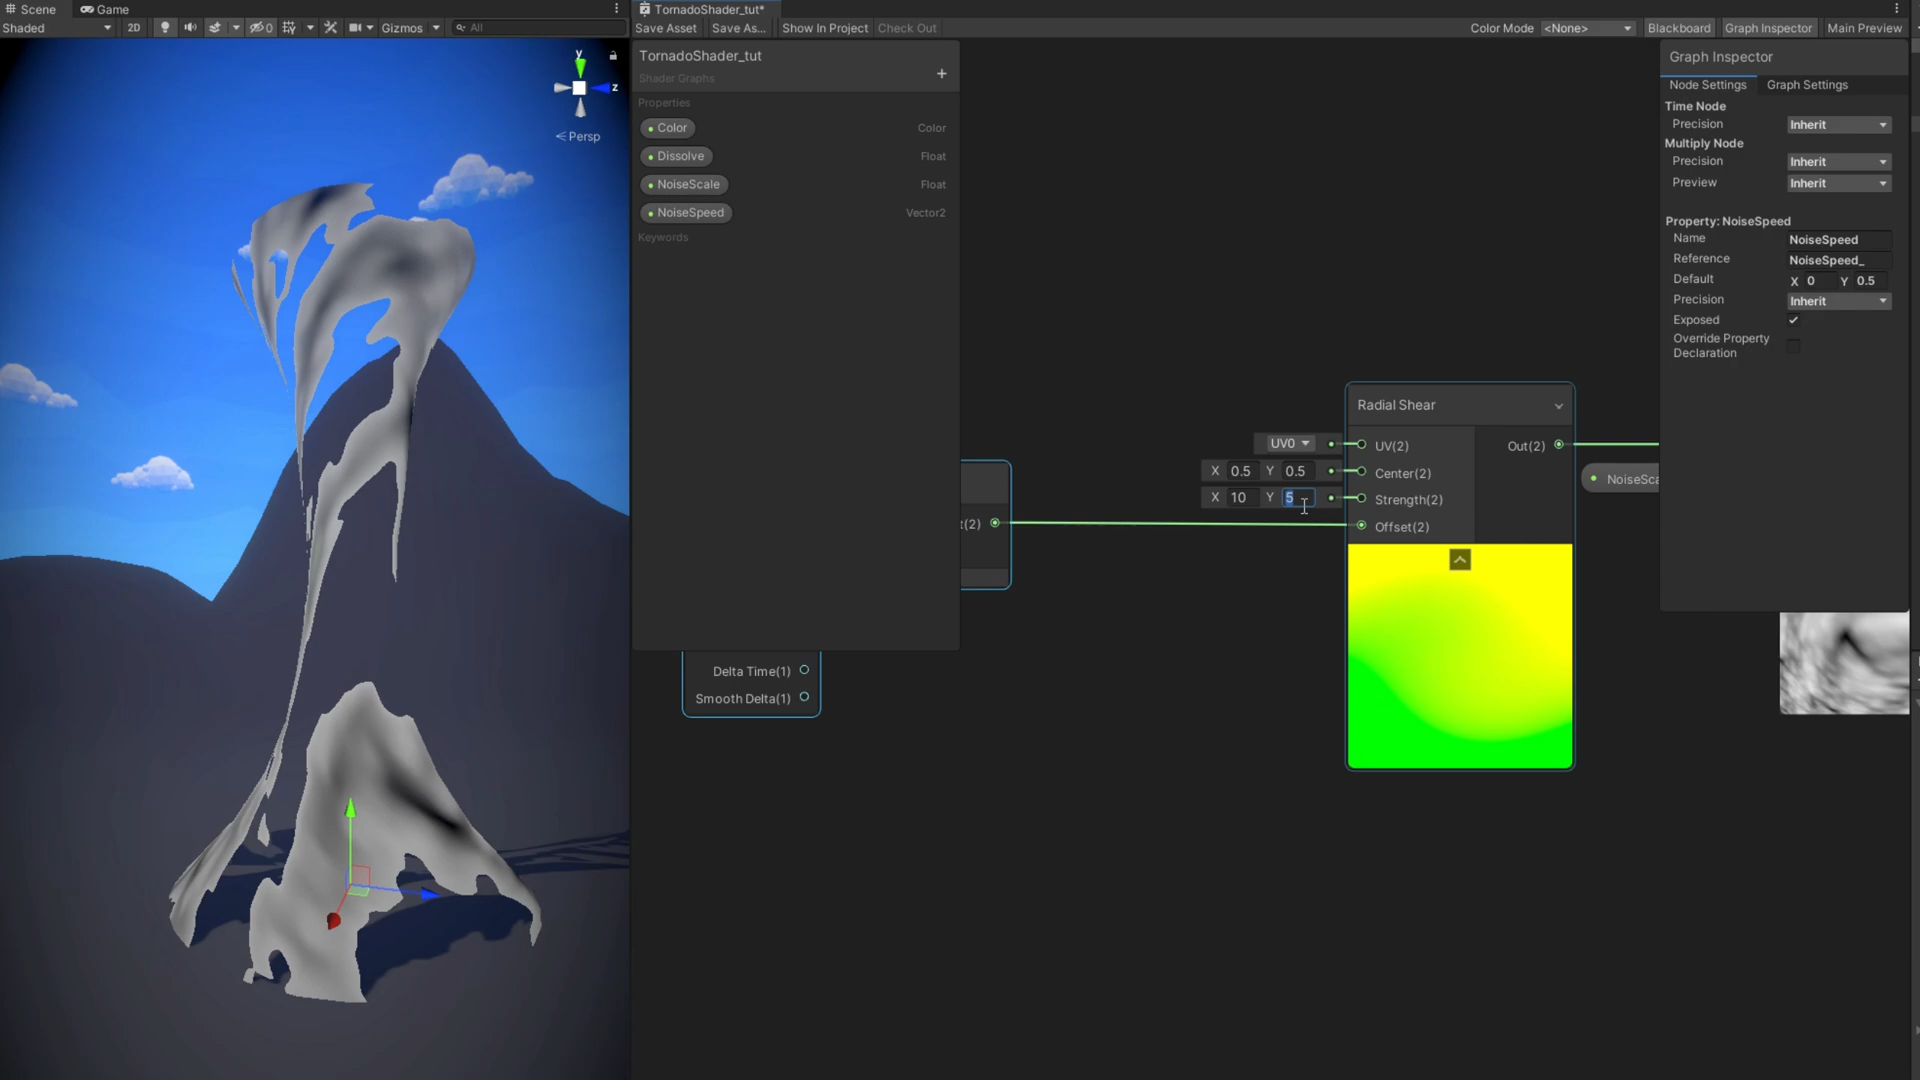 Scene
Game
Shaded
2D
0
Gizmos
All
y
z
Persp
TornadoShader_tut*
Save Asset
Save As...
Show In Project
Check Out
Color Mode
<None>
Blackboard
Graph Inspector
Main Preview
TornadoShader_tut
Shader Graphs
+
Properties
Color Color
Dissolve Float
NoiseScale Float
NoiseSpeed Vector2
Keywords
t(2)
Delta Time(1)
Smooth Delta(1)
Radial Shear
UV0 UV(2) Out(2)
X 0.5 Y 0.5 Center(2)
X 10 Y 5 Strength(2)
Offset(2)
NoiseSca
Graph Inspector
Node Settings Graph Settings
Time Node
Precision Inherit
Multiply Node
Precision Inherit
Preview Inherit
Property: NoiseSpeed
Name NoiseSpeed
Reference NoiseSpeed_
Default X 0 Y 0.5
Precision Inherit
Exposed
Override Property
Declaration